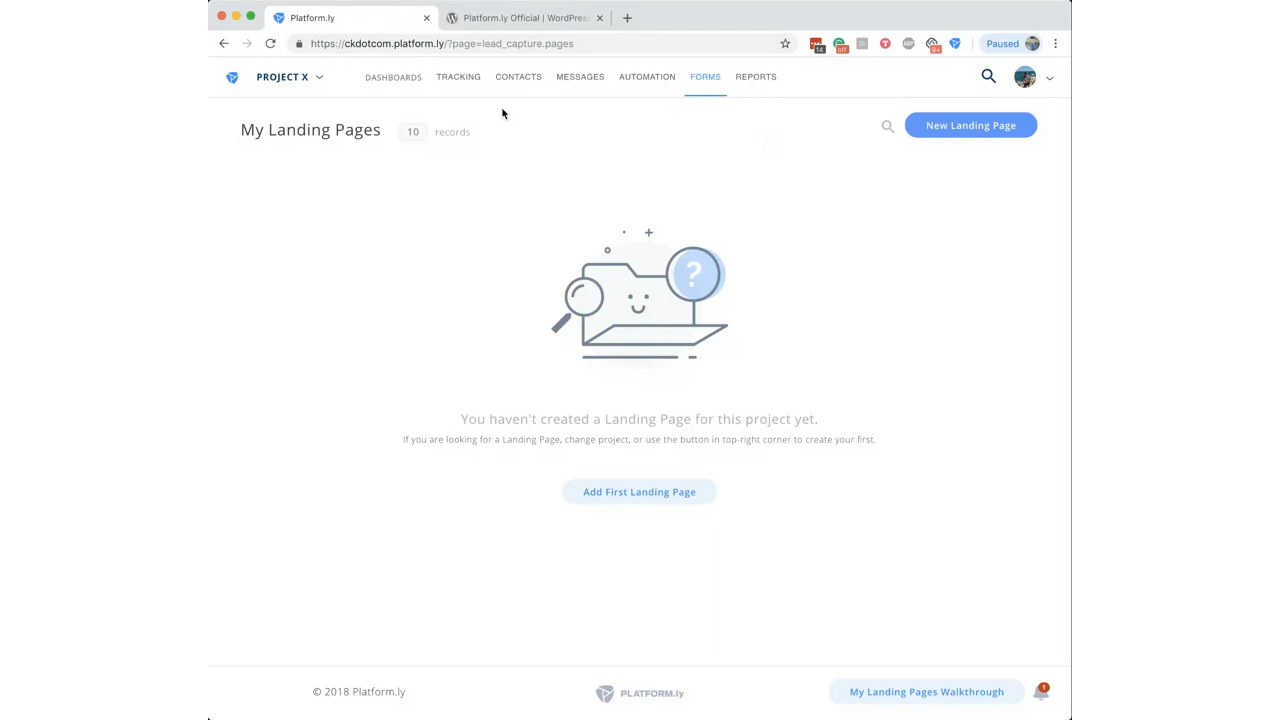 Platform.ly
Platform.ly Official | WordPres
https://ckdotcom.platform.ly/?page=lead_capture.pages
14
off
9+
Paused
PROJECT X
DASHBOARDS
TRACKING
CONTACTS
MESSAGES
AUTOMATION
FORMS
REPORTS
My Landing Pages
10
records
New Landing Page
?
You haven't created a Landing Page for this project yet.
If you are looking for a Landing Page, change project, or use the button in top-right corner to create your first.
Add First Landing Page
© 2018 Platform.ly
PLATFORM.ly
My Landing Pages Walkthrough
1